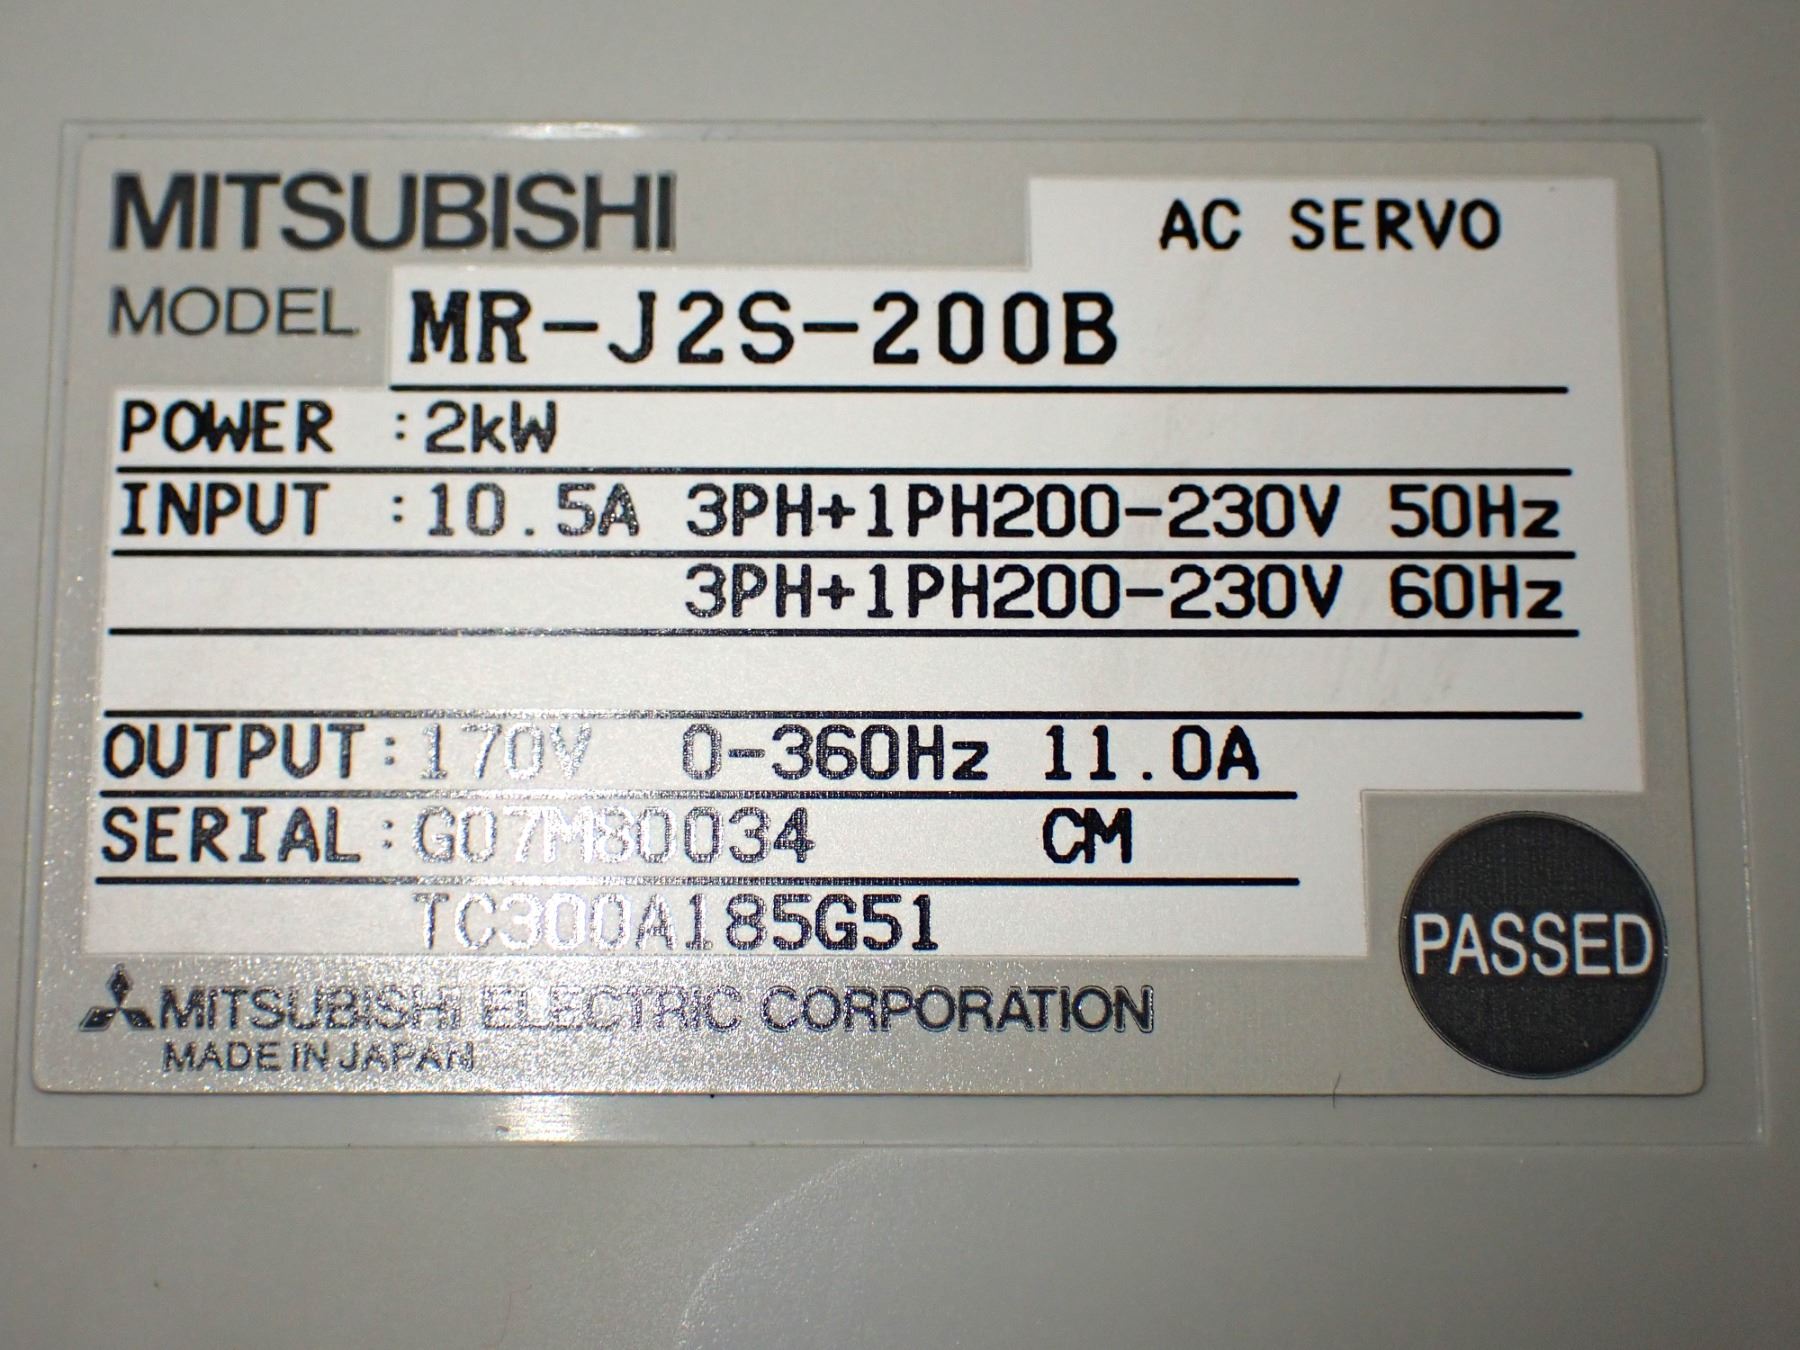 MITSUBISHI
AC SERVO
MODEL MR-J2S-200B
POWER :2kW
INPUT :10.5A 3PH+1PH200-230V 50Hz
3PH+1PH200-230V 60Hz
OUTPUT:170V 0-360Hz 11.0A
SERIAL:G07M80034 CM
TC300A185G51
PASSED
MITSUBISHI ELECTRIC CORPORATION
MADE IN JAPAN